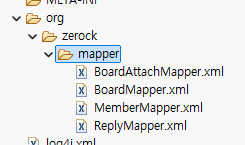 META-INF
org
zerock
mapper
BoardAttachMapper.xml
BoardMapper.xml
MemberMapper.xml
ReplyMapper.xml
log4j.xml